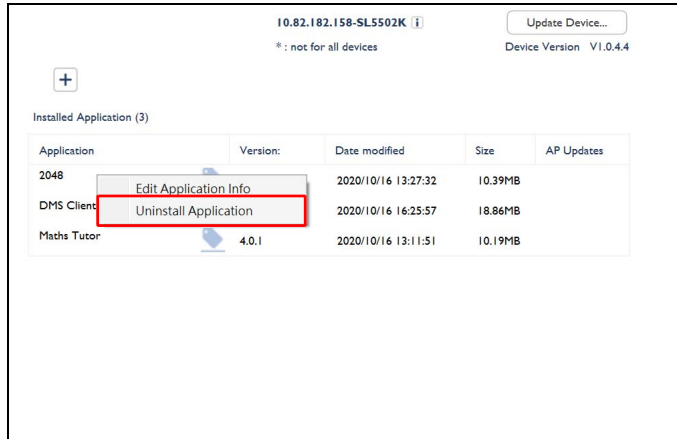 10.82.182.158-SL5502K i
Update Device...
* : not for all devices
Device Version V1.0.4.4
+
Installed Application (3)
Application Version: Date modified Size AP Updates
2048 2020/10/16 13:27:32 10.39MB
Edit Application Info
DMS Client 2020/10/16 16:25:57 18.86MB
Uninstall Application
Maths Tutor 4.0.1 2020/10/16 13:11:51 10.19MB